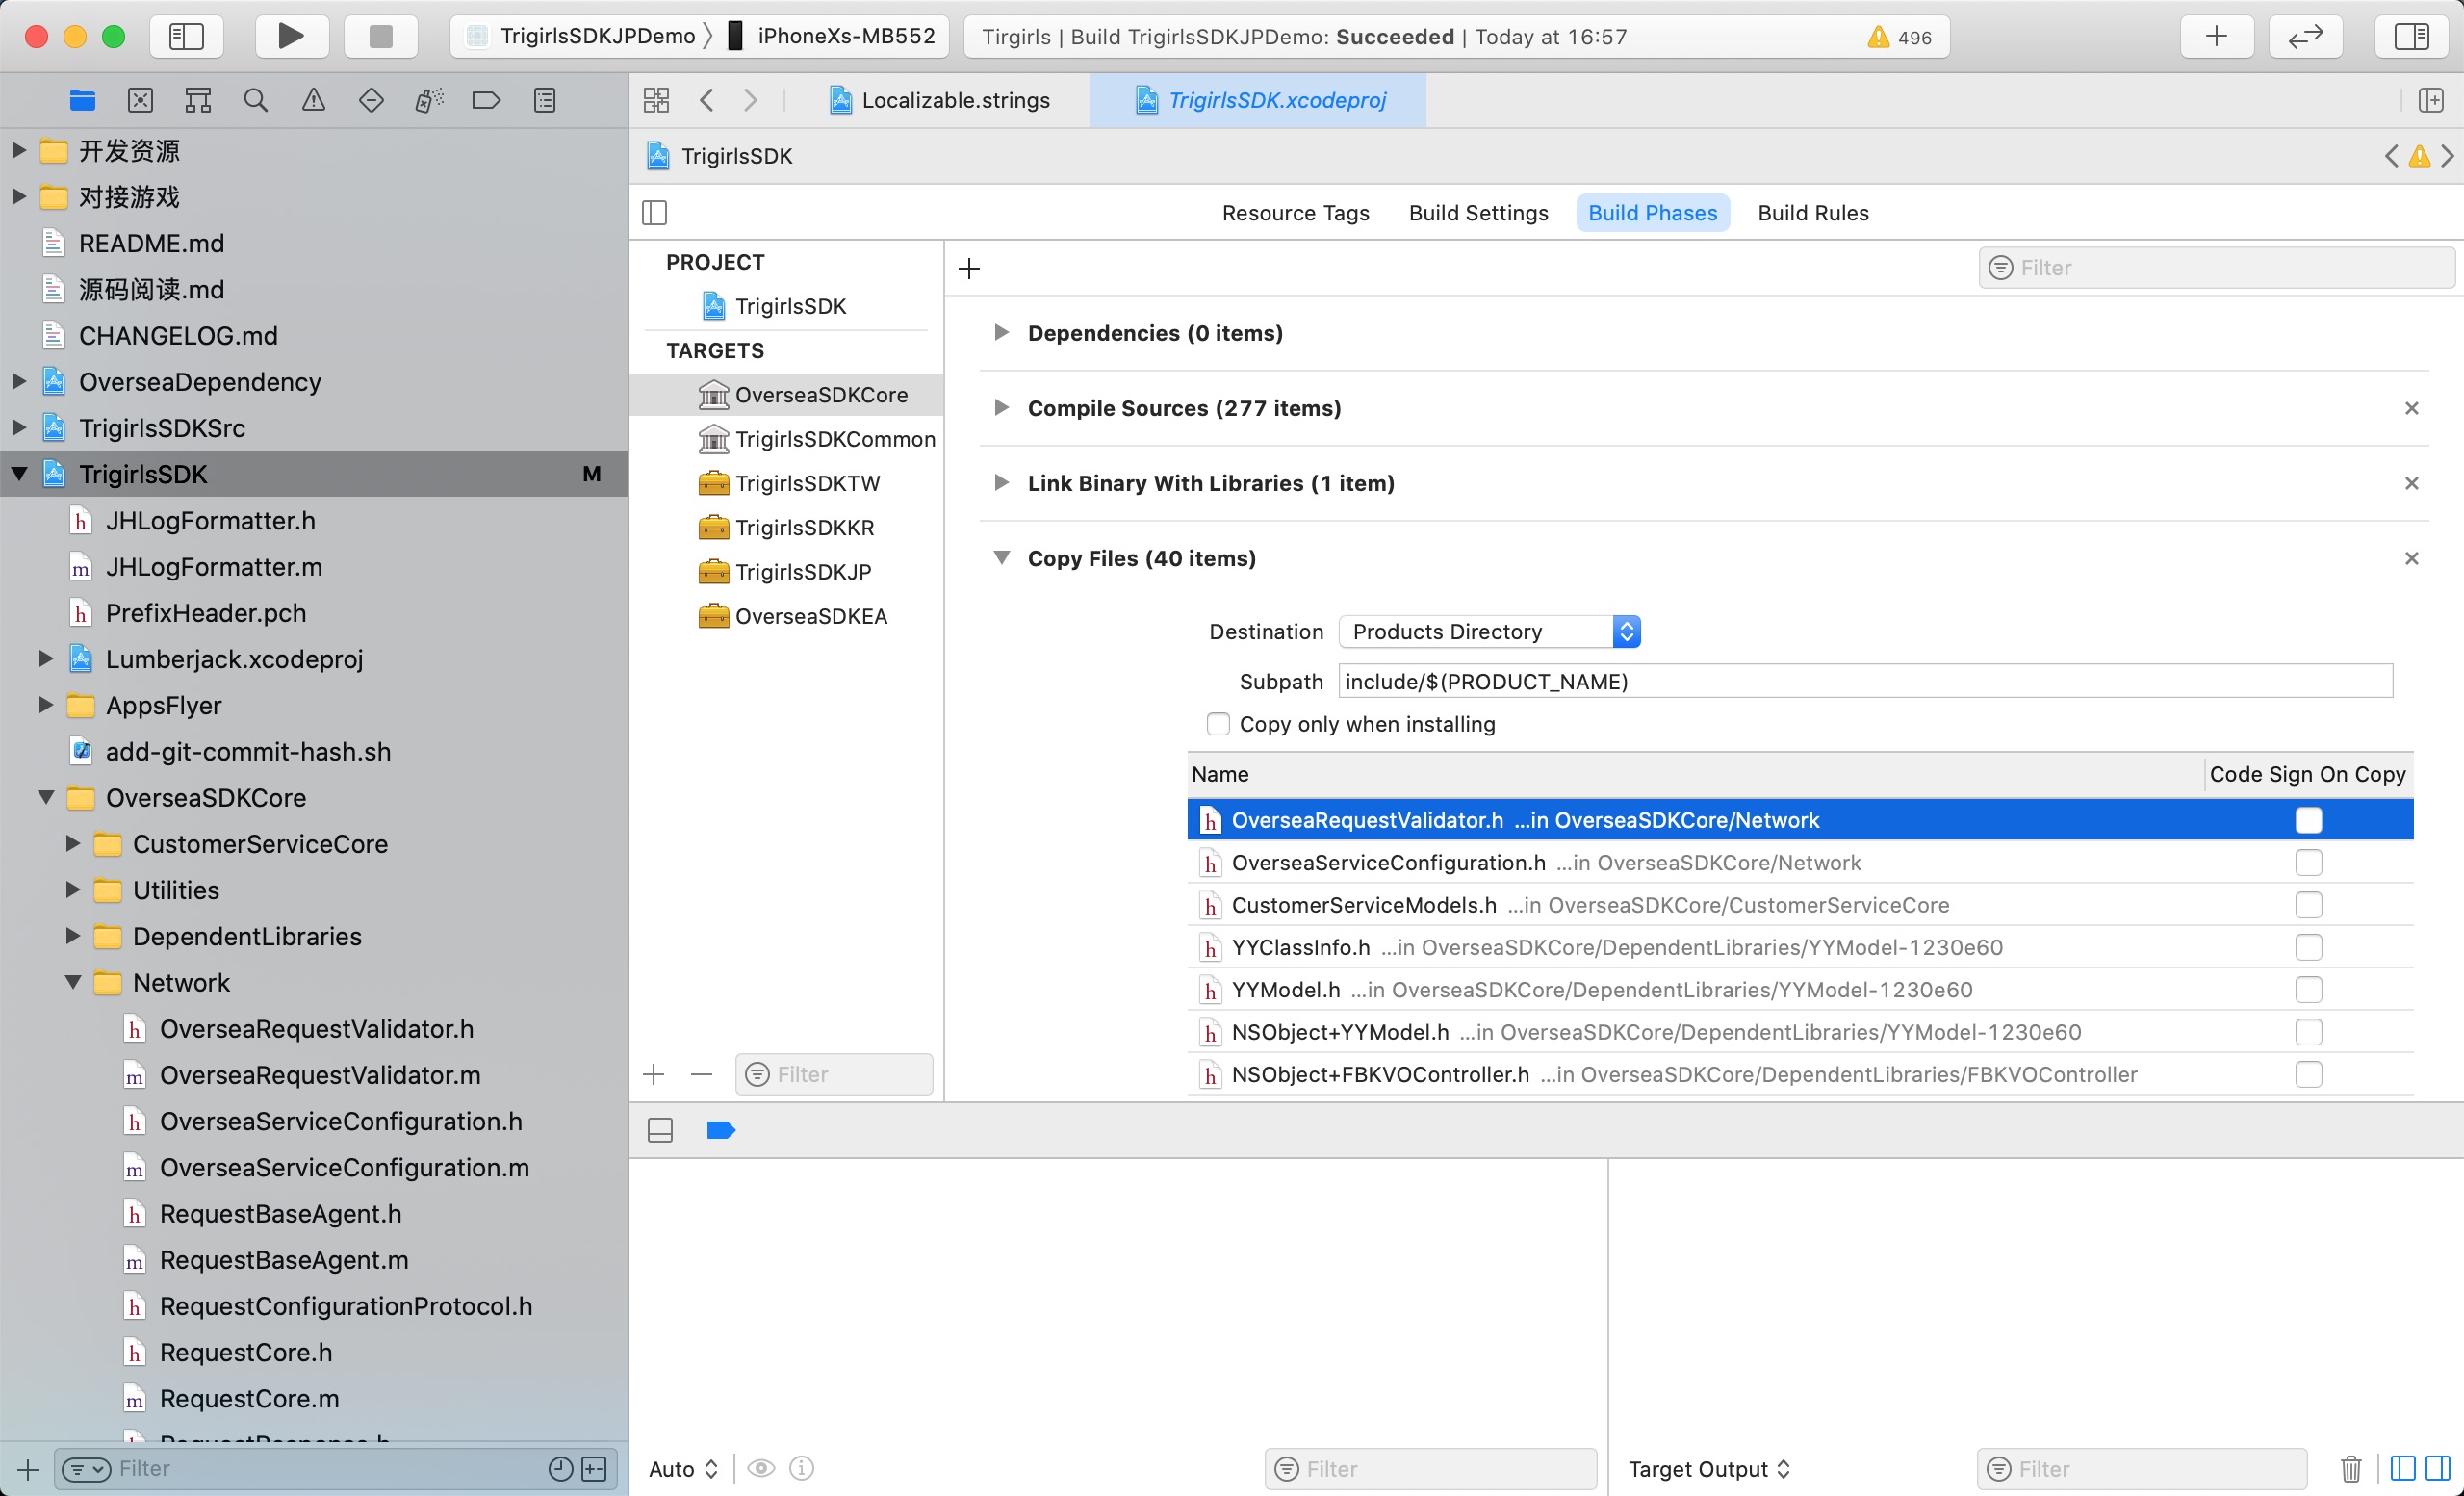 TrigirlsSDKJPDemo 〉 iPhoneXs-MB552
Tirgirls | Build TrigirlsSDKJPDemo: Succeeded | Today at 16:57
496
Localizable.strings
TrigirlsSDK.xcodeproj
TrigirlsSDK
Resource Tags
Build Settings
Build Phases
Build Rules
开发资源
对接游戏
README.md
源码阅读.md
CHANGELOG.md
OverseaDependency
TrigirlsSDKSrc
TrigirlsSDK M
JHLogFormatter.h
JHLogFormatter.m
PrefixHeader.pch
Lumberjack.xcodeproj
AppsFlyer
add-git-commit-hash.sh
OverseaSDKCore
CustomerServiceCore
Utilities
DependentLibraries
Network
OverseaRequestValidator.h
OverseaRequestValidator.m
OverseaServiceConfiguration.h
OverseaServiceConfiguration.m
RequestBaseAgent.h
RequestBaseAgent.m
RequestConfigurationProtocol.h
RequestCore.h
RequestCore.m
Filter
PROJECT
TrigirlsSDK
TARGETS
OverseaSDKCore
TrigirlsSDKCommon
TrigirlsSDKTW
TrigirlsSDKKR
TrigirlsSDKJP
OverseaSDKEA
Filter
Filter
Dependencies (0 items)
Compile Sources (277 items)
Link Binary With Libraries (1 item)
Copy Files (40 items)
Destination Products Directory
Subpath include/$(PRODUCT_NAME)
Copy only when installing
Name Code Sign On Copy
OverseaRequestValidator.h ...in OverseaSDKCore/Network
OverseaServiceConfiguration.h ...in OverseaSDKCore/Network
CustomerServiceModels.h ...in OverseaSDKCore/CustomerServiceCore
YYClassInfo.h ...in OverseaSDKCore/DependentLibraries/YYModel-1230e60
YYModel.h ...in OverseaSDKCore/DependentLibraries/YYModel-1230e60
NSObject+YYModel.h ...in OverseaSDKCore/DependentLibraries/YYModel-1230e60
NSObject+FBKVOController.h ...in OverseaSDKCore/DependentLibraries/FBKVOController
Auto
Filter
Target Output
Filter